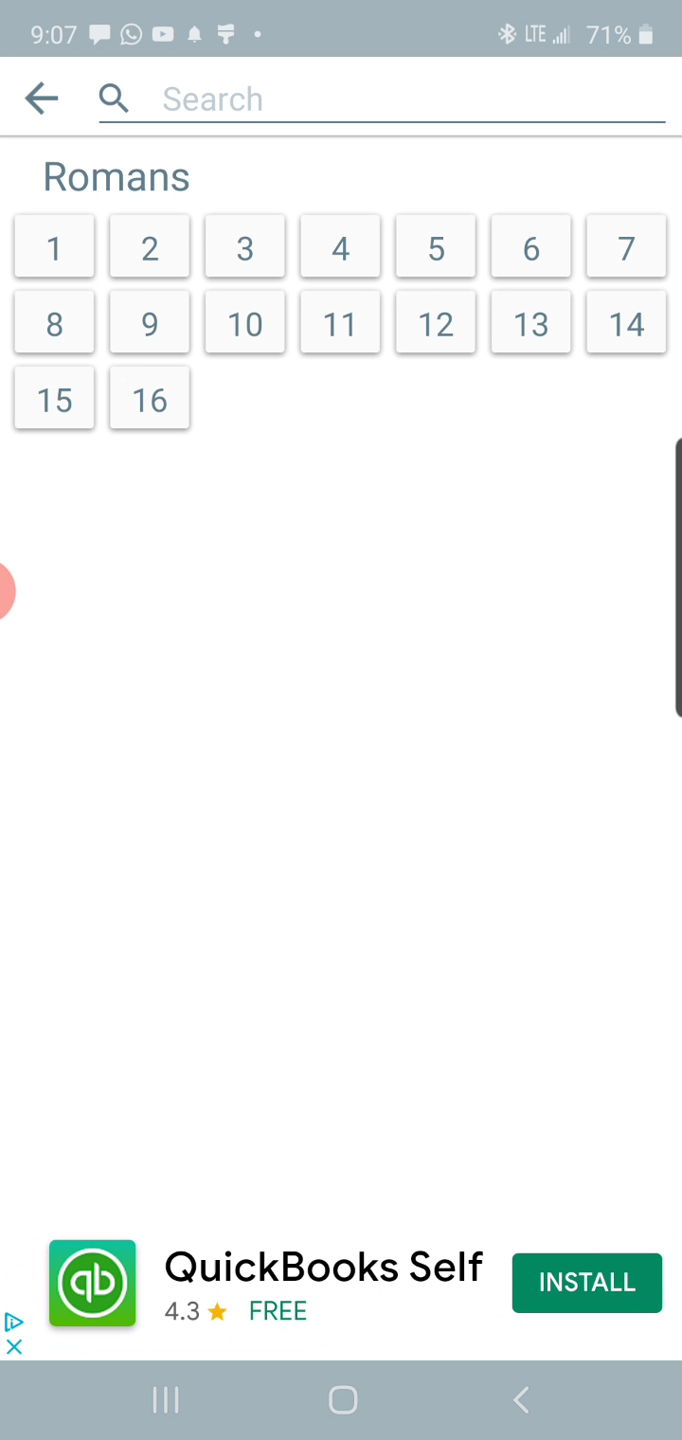 9:07 LTE 71%
Search
Romans
1 2 3 4 5 6 7
8 9 10 11 12 13 14
15 16
qb
QuickBooks Self
4.3 FREE
INSTALL